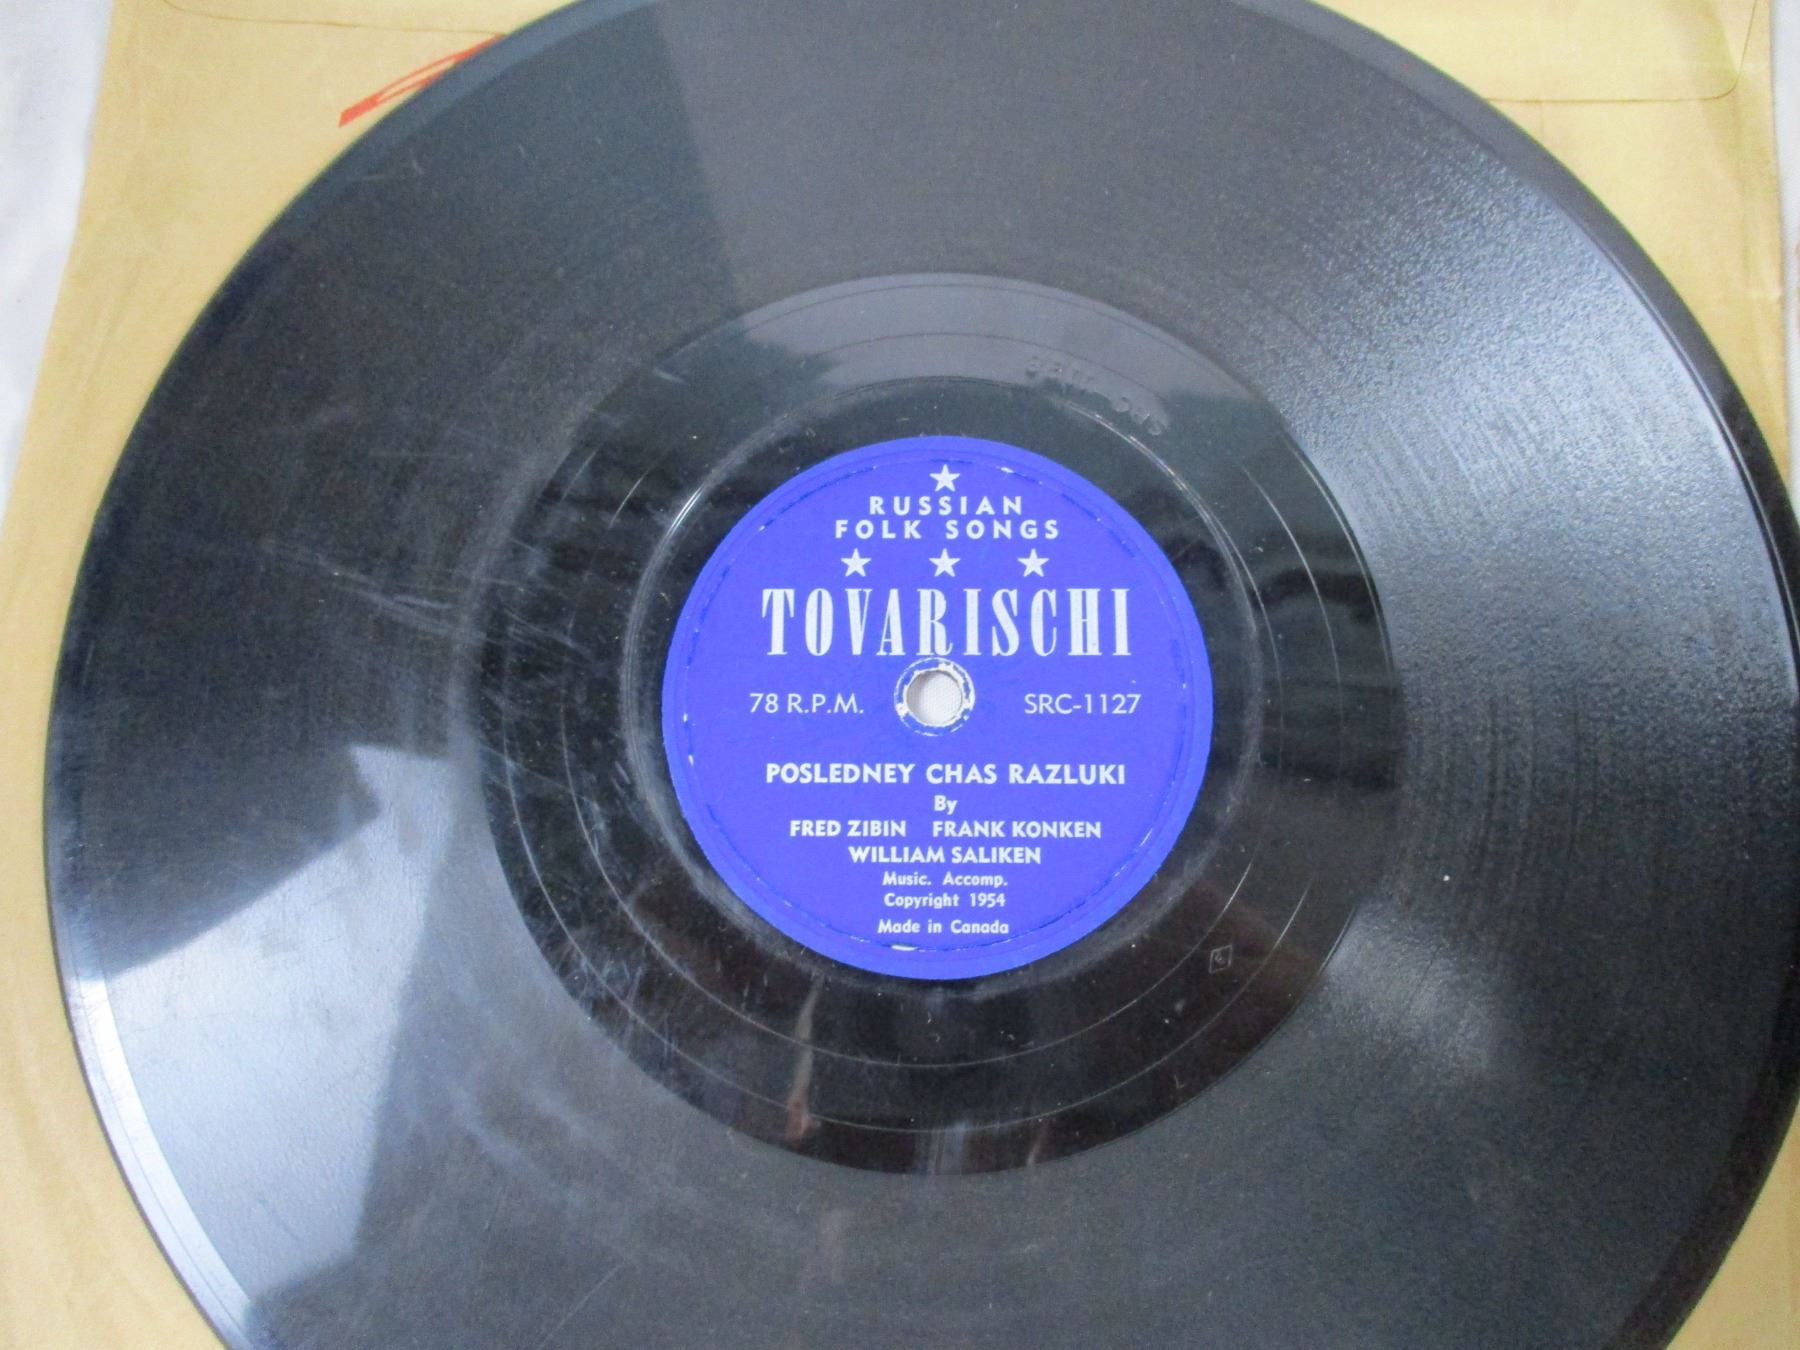 RUSSIAN
FOLK SONGS
TOVARISCHI
78 R.P.M. SRC-1127
POSLEDNEY CHAS RAZLUKI
By
FRED ZIBIN FRANK KONKEN
WILLIAM SALIKEN
Music. Accomp.
Copyright 1954
Made in Canada